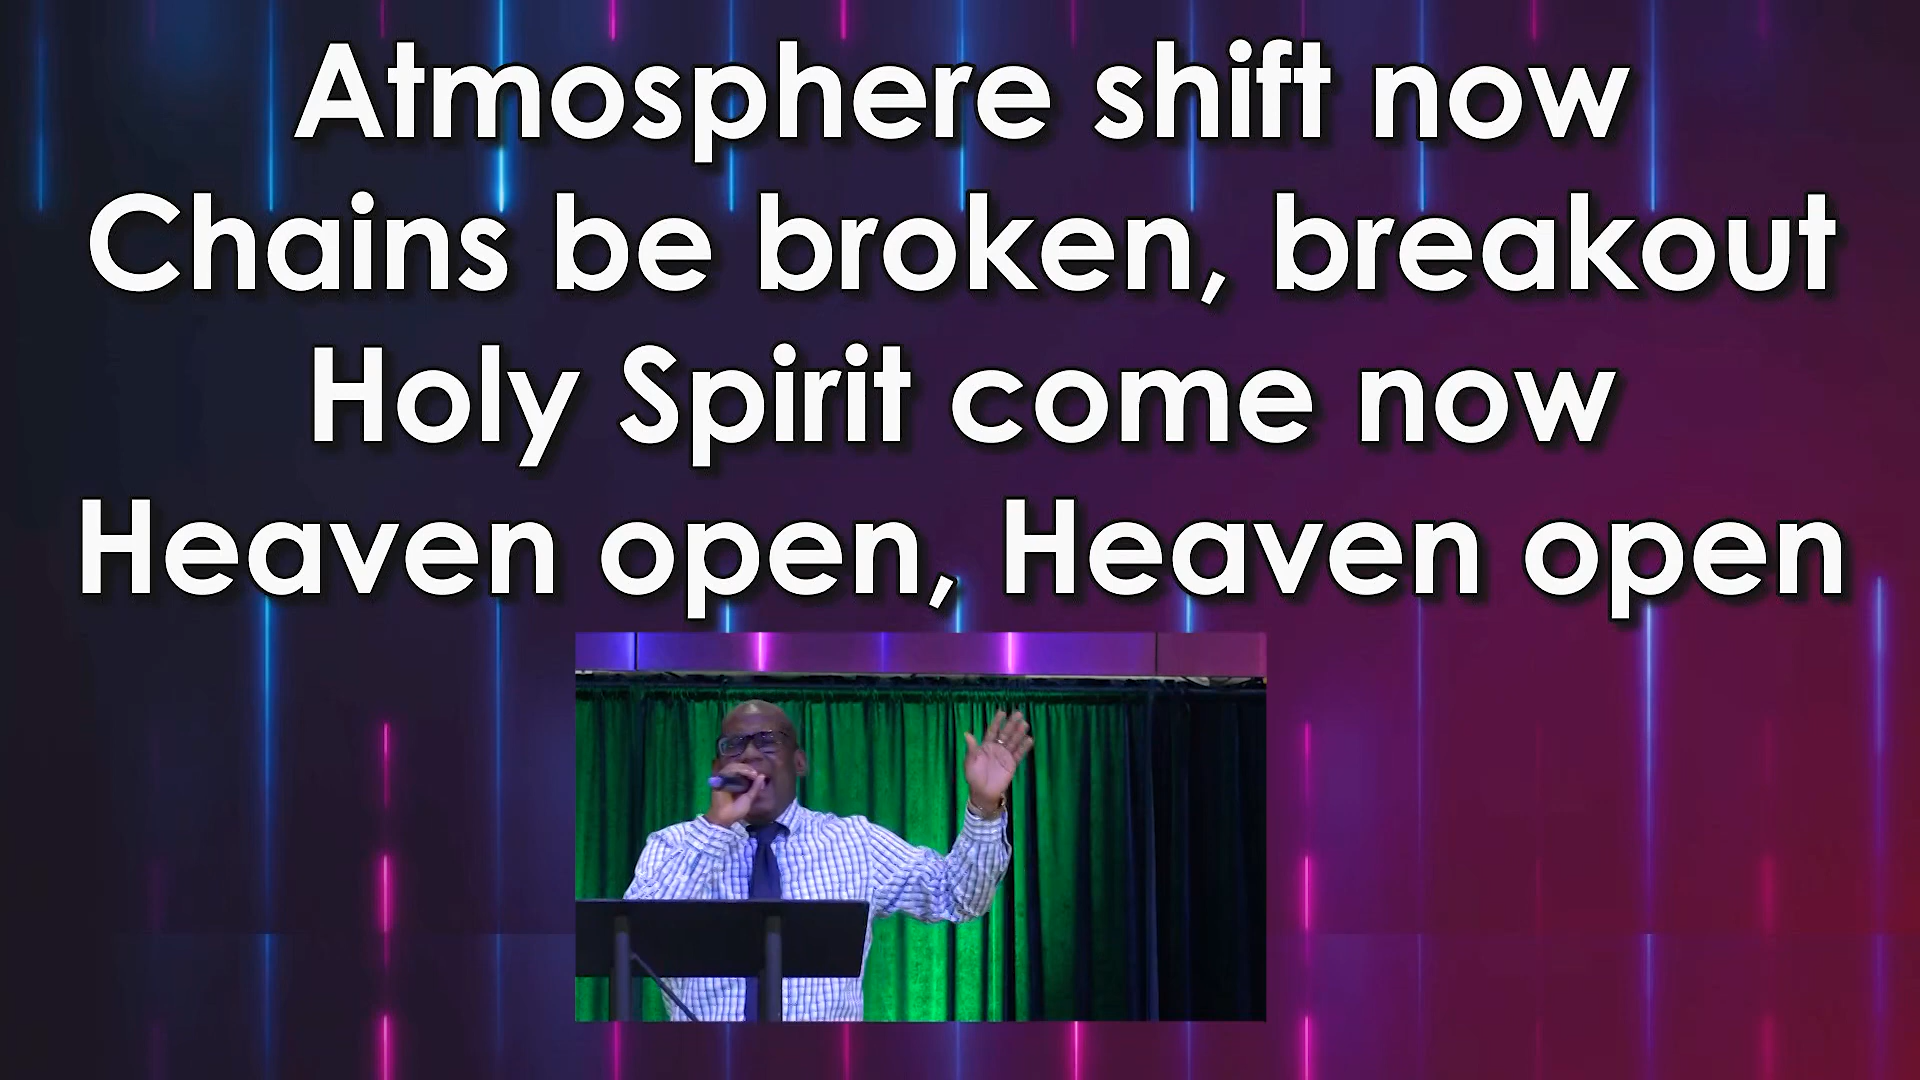 Atmosphere shift now
Chains be broken, breakout
Holy Spirit come now
Heaven open, Heaven open